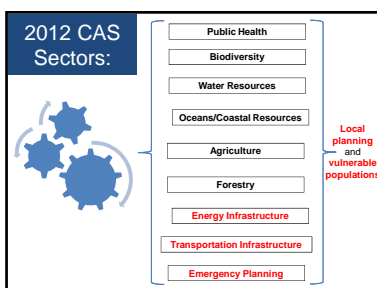 2012 CAS
Sectors:
Public Health
Biodiversity
Water Resources
Oceans/Coastal Resources
Agriculture
Forestry
Energy Infrastructure
Transportation Infrastructure
Emergency Planning
Local
planning
and
vulnerable
populations